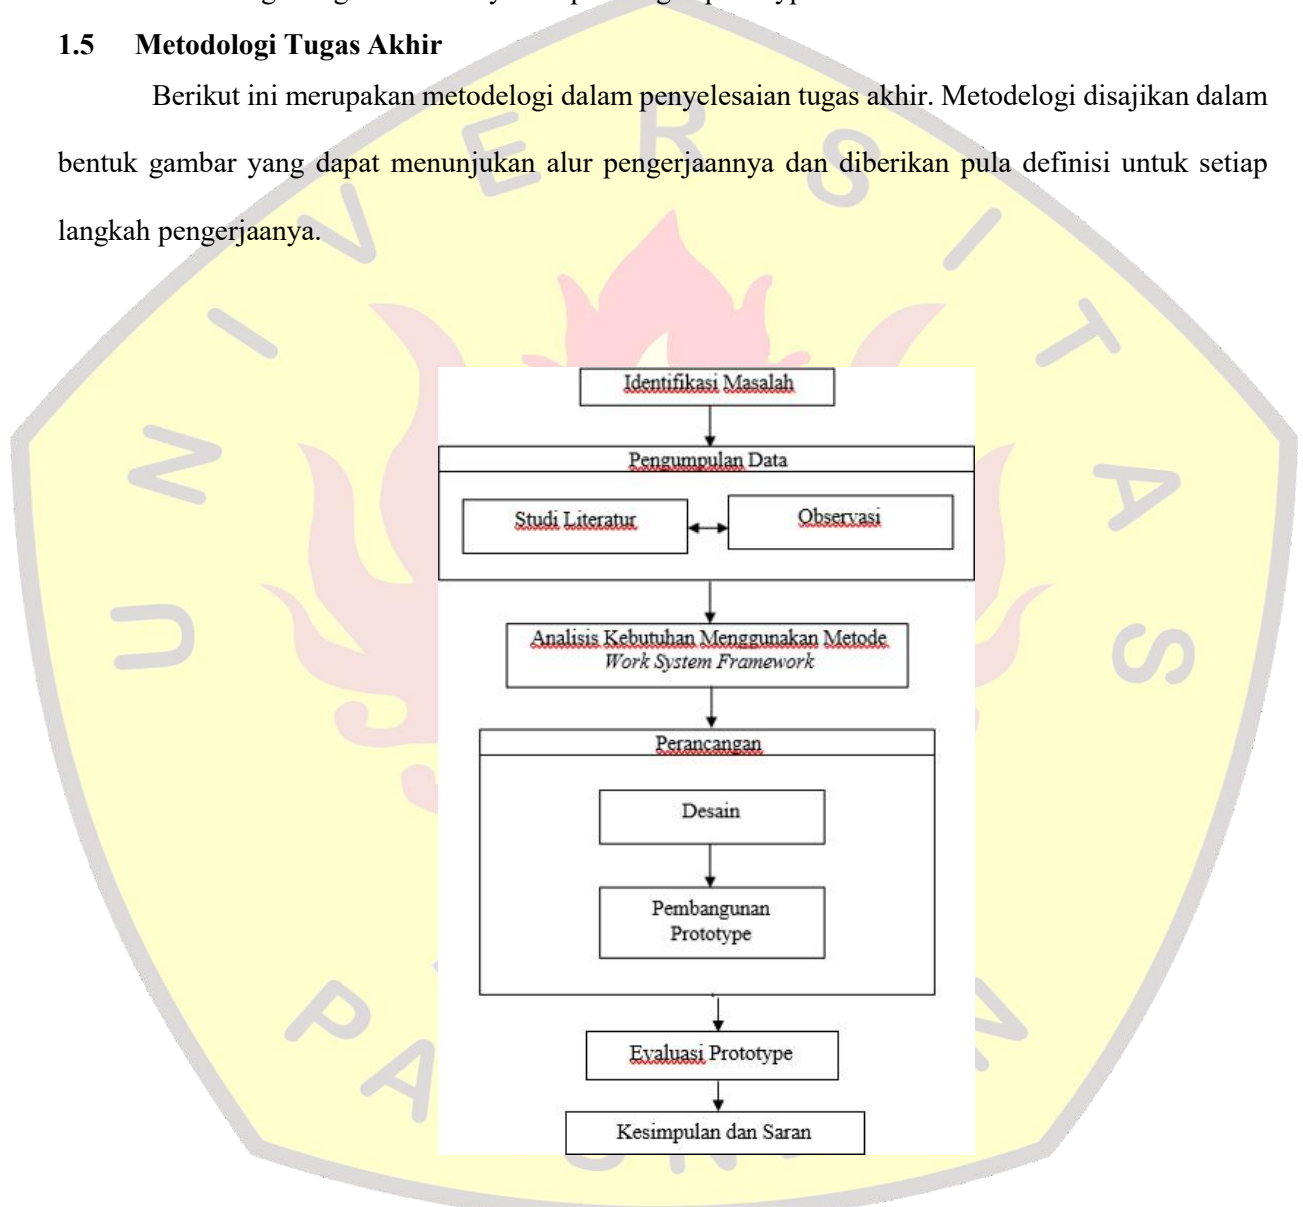 1.5 Metodologi Tugas Akhir
Berikut ini merupakan metodelogi dalam penyelesaian tugas akhir. Metodelogi disajikan dalam
bentuk gambar yang dapat menunjukan alur pengerjaannya dan diberikan pula definisi untuk setiap
langkah pengerjaanya.
Identifikasi Masalah
Pengumpulan Data
Studi Literatur
Observasi
Analisis Kebutuhan Menggunakan Metode
Work System Framework
Perancangan
Desain
Pembangunan
Prototype
Evaluasi Prototype
Kesimpulan dan Saran
UNIVERSITAS